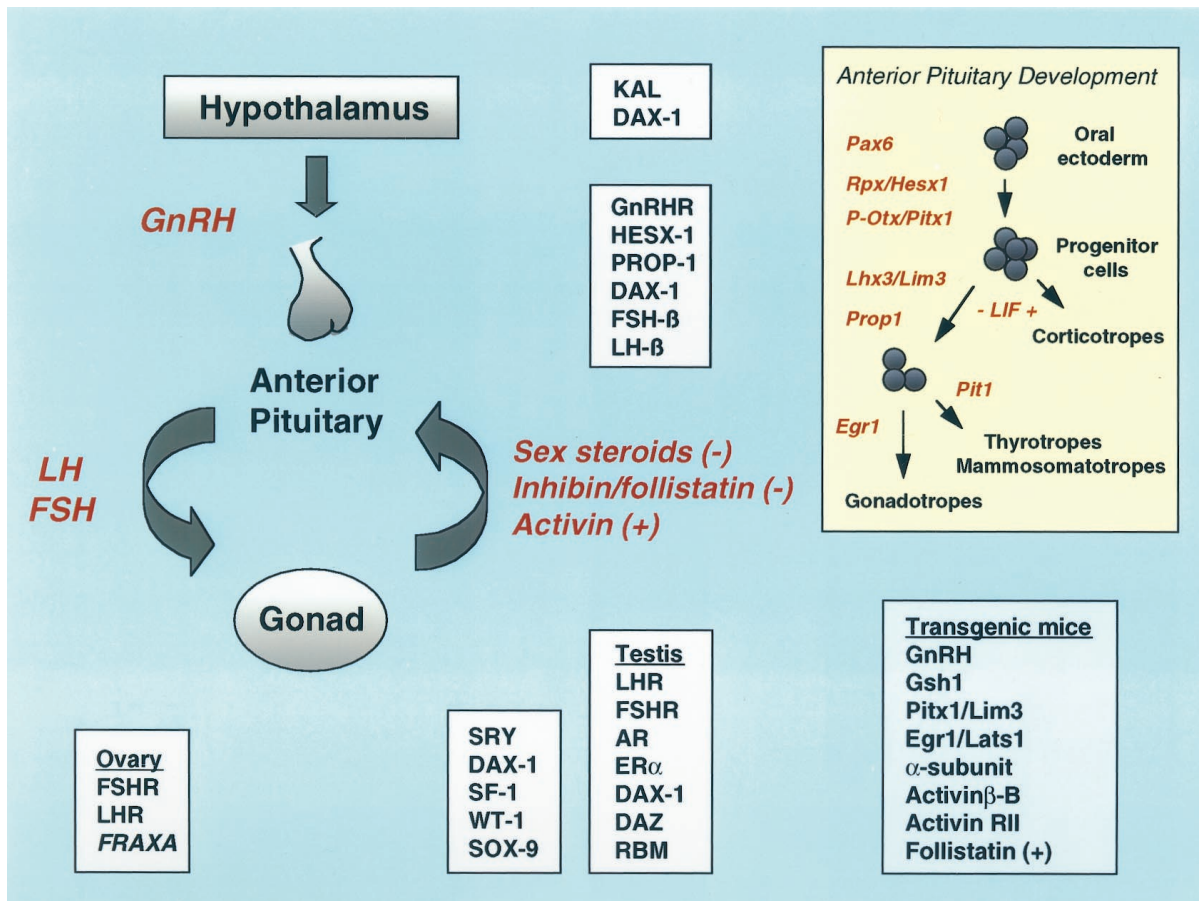 Hypothalamus
GnRH
Anterior
Pituitary
LH
FSH
Sex steroids (-)
Inhibin/follistatin (-)
Activin (+)
Gonad
KAL
DAX-1
GnRHR
HESX-1
PROP-1
DAX-1
FSH-ß
LH-ß
Anterior Pituitary Development
Pax6
Oral
ectoderm
Rpx/Hesx1
P-Otx/Pitx1
Progenitor
cells
Lhx3/Lim3
- LIF +
Prop1
Corticotropes
Pit1
Egr1
Thyrotropes
Mammosomatotropes
Gonadotropes
Ovary
FSHR
LHR
FRAXA
SRY
DAX-1
SF-1
WT-1
SOX-9
Testis
LHR
FSHR
AR
ERα
DAX-1
DAZ
RBM
Transgenic mice
GnRH
Gsh1
Pitx1/Lim3
Egr1/Lats1
α-subunit
Activinβ-B
Activin RII
Follistatin (+)